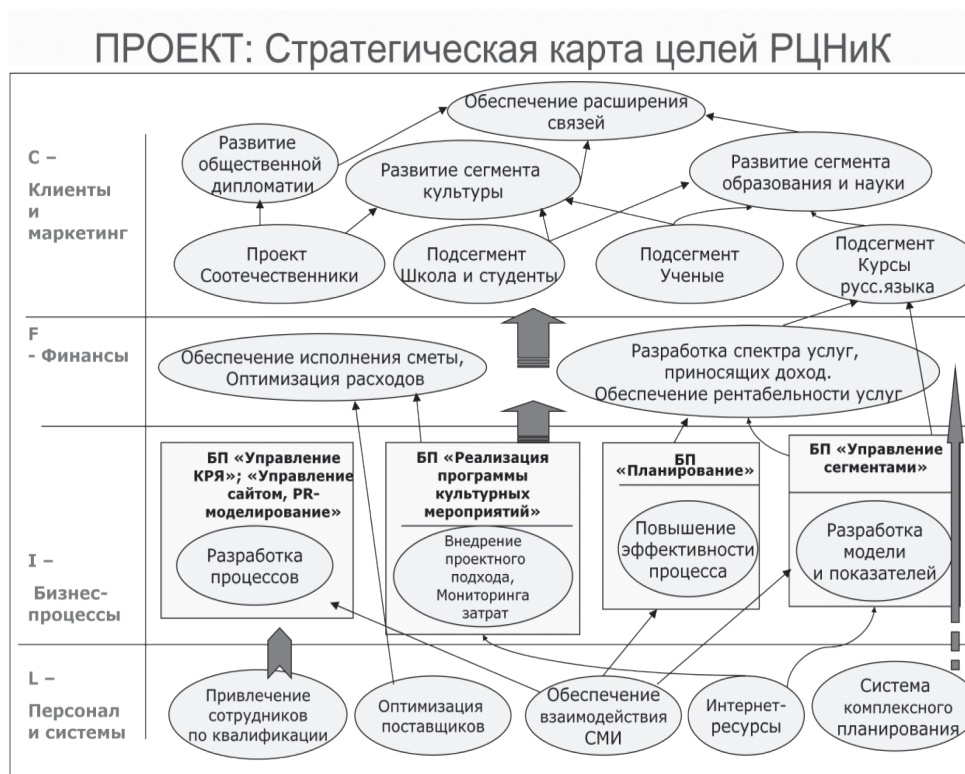 ПРОЕКТ: Стратегическая карта целей РЦНиК
C –
Клиенты
и
маркетинг
Обеспечение расширения
связей
Развитие
общественной
дипломатии
Развитие сегмента
культуры
Развитие сегмента
образования и науки
Проект
Соотечественники
Подсегмент
Школа и студенты
Подсегмент
Ученые
Подсегмент
Курсы
русс.языка
F
- Финансы
Обеспечение исполнения сметы,
Оптимизация расходов
Разработка спектра услуг,
приносящих доход.
Обеспечение рентабельности услуг
I –
Бизнес-
процессы
БП «Управление
КРЯ»; «Управление
сайтом, PR-
моделирование»
Разработка
процессов
БП «Реализация
программы
культурных
мероприятий»
Внедрение
проектного
подхода,
Мониторинга
затрат
БП
«Планирование»
Повышение
эффективности
процесса
БП «Управление
сегментами»
Разработка
модели
и показателей
L –
Персонал
и системы
Привлечение
сотрудников
по квалификации
Оптимизация
поставщиков
Обеспечение
взаимодействия
СМИ
Интернет-
ресурсы
Система
комплексного
планирования